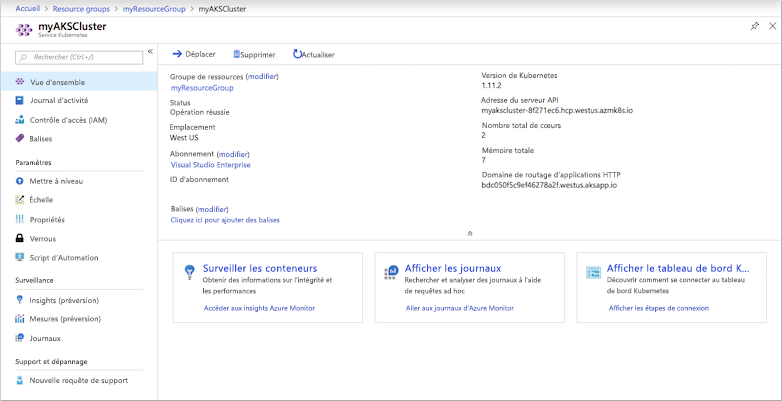 Accueil > Resource groups > myResourceGroup > myAKSCluster
myAKSCluster
Service Kubernetes
Rechercher (Ctrl+/)
«
Vue d'ensemble
Journal d'activité
Contrôle d'accès (IAM)
Balises
Paramètres
Mettre à niveau
Échelle
Propriétés
Verrous
Script d'Automation
Surveillance
Insights (préversion)
Mesures (préversion)
Journaux
Support et dépannage
Nouvelle requête de support
Déplacer
Supprimer
Actualiser
Groupe de ressources (modifier)
myResourceGroup
Status
Opération réussie
Emplacement
West US
Abonnement (modifier)
Visual Studio Enterprise
ID d'abonnement
Balises (modifier)
Cliquez ici pour ajouter des balises
Version de Kubernetes
1.11.2
Adresse du serveur API
myakscluster-8f271ec6.hcp.westus.azmk8s.io
Nombre total de cœurs
2
Mémoire totale
7
Domaine de routage d'applications HTTP
bdc050f5c9ef46278a2f.westus.aksapp.io
Surveiller les conteneurs
Obtenir des informations sur l'intégrité et
les performances
Accéder aux insights Azure Monitor
Afficher les journaux
Rechercher et analyser des journaux à l'aide
de requêtes ad hoc
Aller aux journaux d'Azure Monitor
Afficher le tableau de bord K...
Découvrir comment se connecter au tableau
de bord Kubernetes
Afficher les étapes de connexion